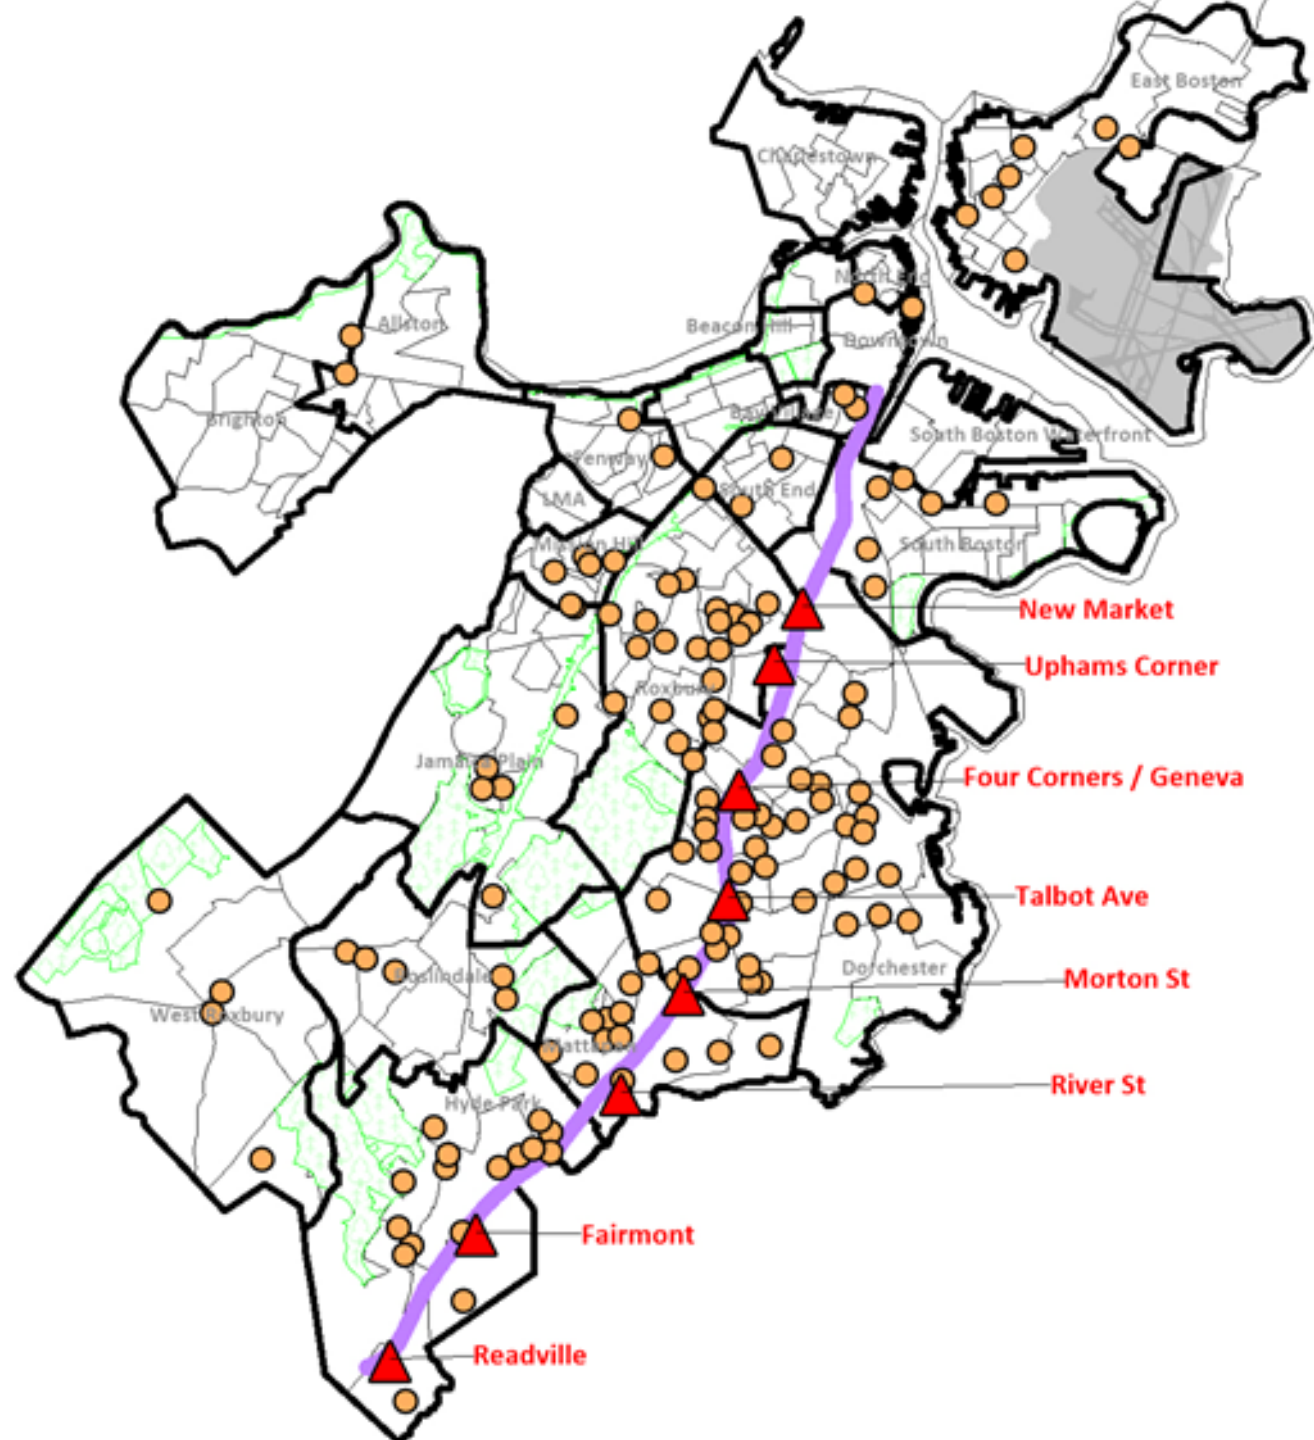 East Boston
Charlestown
North End
Allston
Beacon Hill
Downtown
Brighton
Bay Village
South Boston Waterfront
Fenway
South End
LMA
Mission Hill
South Boston
New Market
Uphams Corner
Roxbury
Jamaica Plain
Four Corners / Geneva
Talbot Ave
Dorchester
Roslindale
Morton St
West Roxbury
Mattapan
River St
Hyde Park
Fairmont
Readville